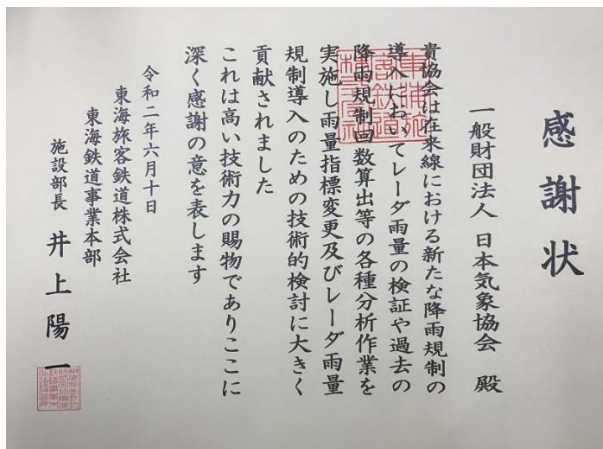 感謝状
一般財団法人 日本気象協会 殿
貴協会は在来線における新たな降雨規制の
導入においてレーダ雨量の検証や過去の
降雨規制回数算出等の各種分析作業を
実施し雨量指標変更及びレーダ雨量
規制導入のための技術的検討に大きく
貢献されました
これは高い技術力の賜物でありここに
深く感謝の意を表します
令和二年六月十日
東海旅客鉄道株式会社
東海鉄道事業本部
施設部長 井上陽一